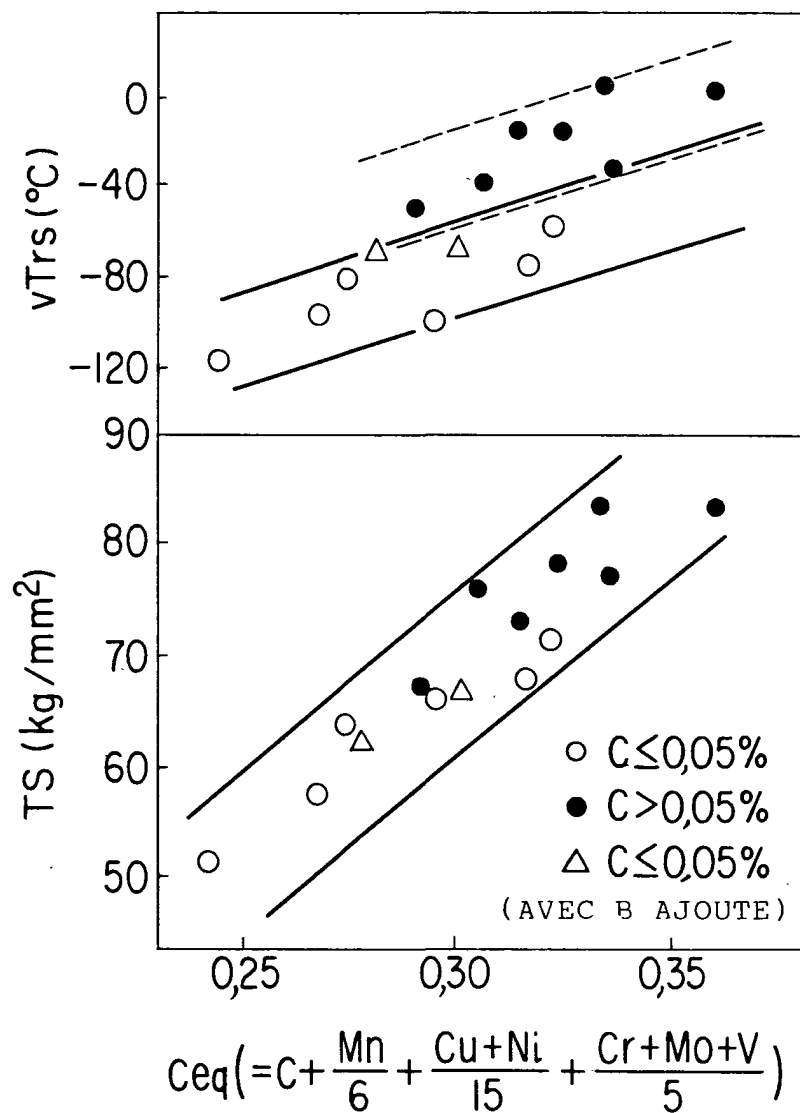 0
-40
-80
-120
vTrs (°C)
90
80
70
60
50
TS (kg/mm²)
○ C≤0,05%
● C>0,05%
△ C≤0,05%
(AVEC B AJOUTE)
0,25 0,30 0,35
Ceq (=C+ Mn/6 + Cu+Ni/15 + Cr+Mo+V/5 )